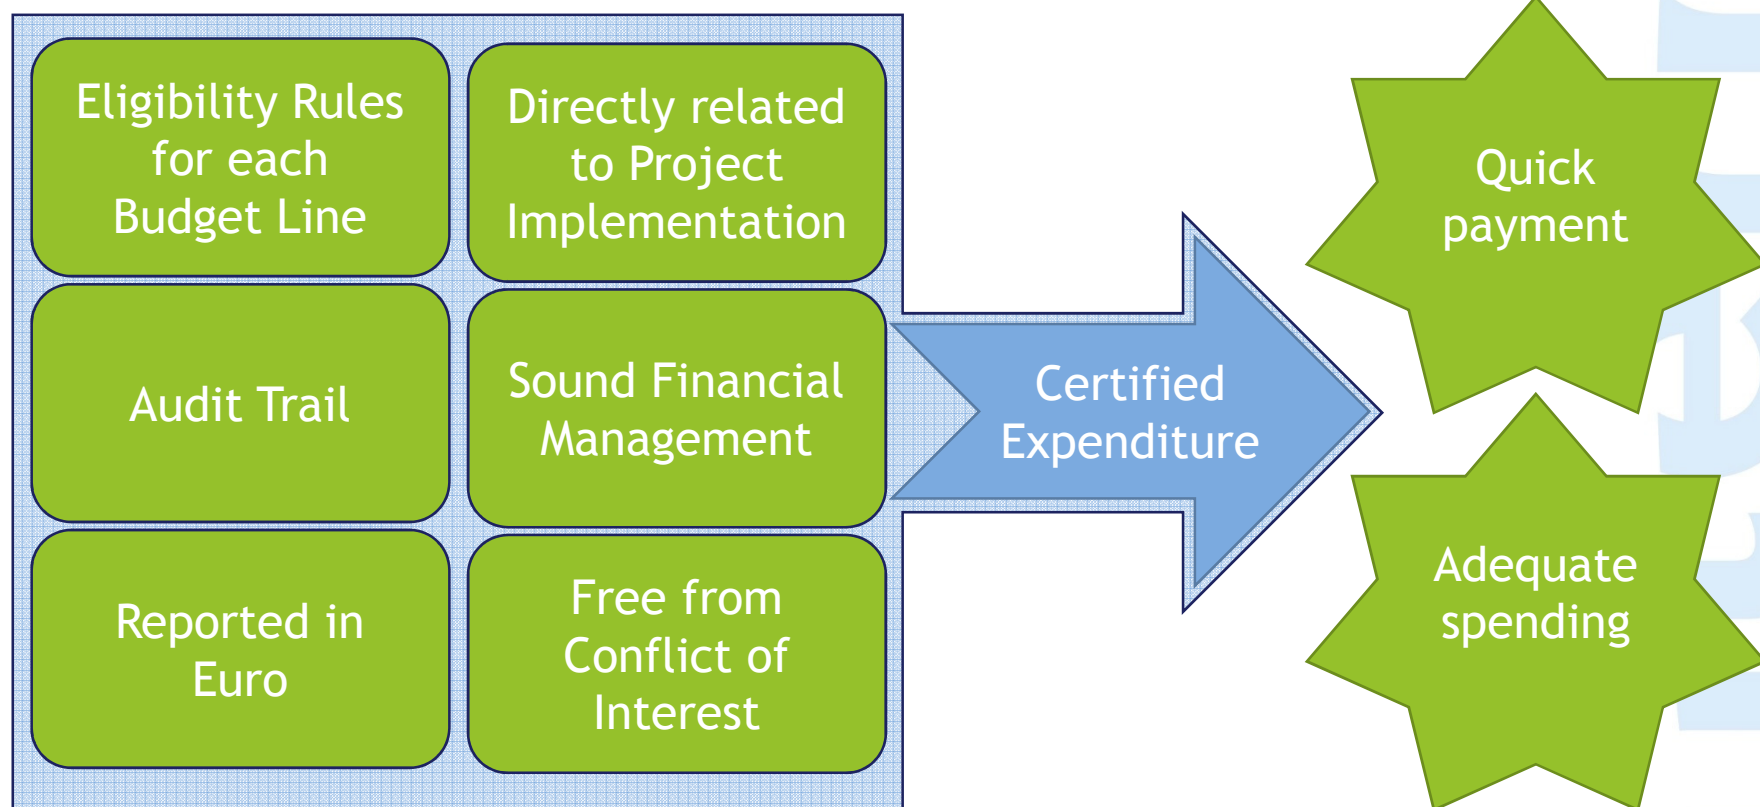 Eligibility Rules
for each
Budget Line
Directly related
to Project
Implementation
Audit Trail
Sound Financial
Management
Reported in
Euro
Free from
Conflict of
Interest
Certified
Expenditure
Quick
payment
Adequate
spending